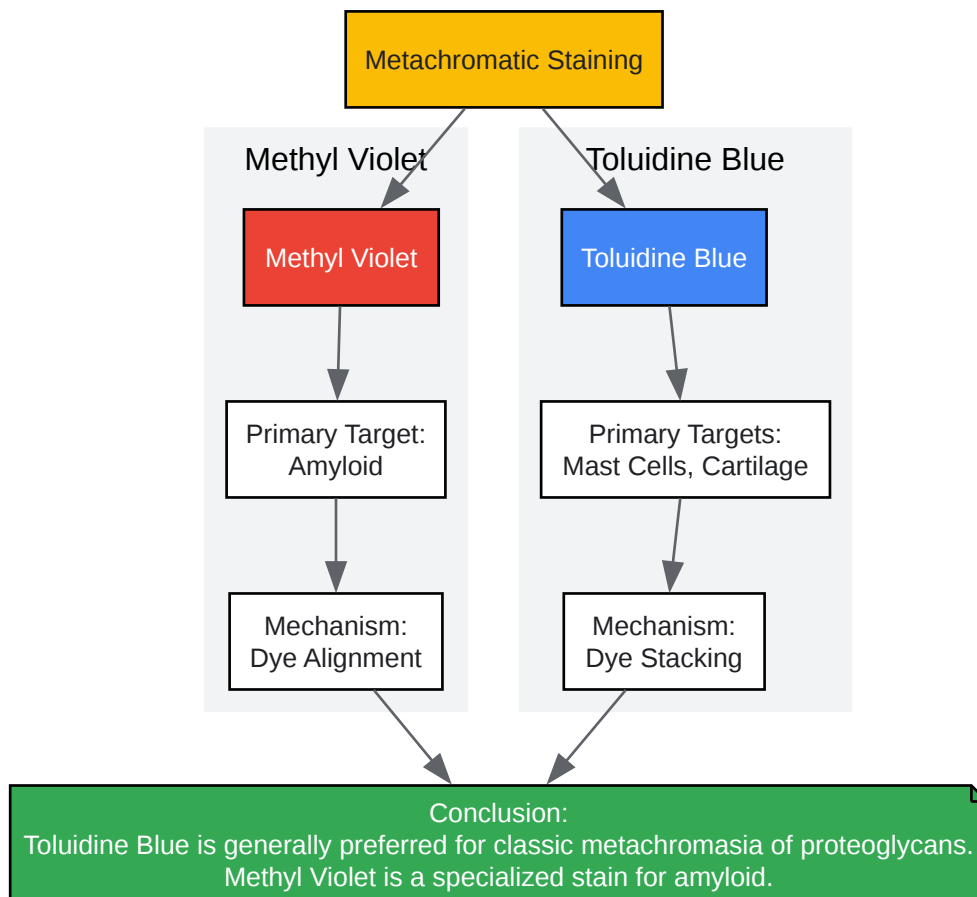 Metachromatic Staining
Methyl Violet
Toluidine Blue
Methyl Violet
Toluidine Blue
Primary Target:
Amyloid
Primary Targets:
Mast Cells, Cartilage
Mechanism:
Dye Alignment
Mechanism:
Dye Stacking
Conclusion:
Toluidine Blue is generally preferred for classic metachromasia of proteoglycans.
Methyl Violet is a specialized stain for amyloid.